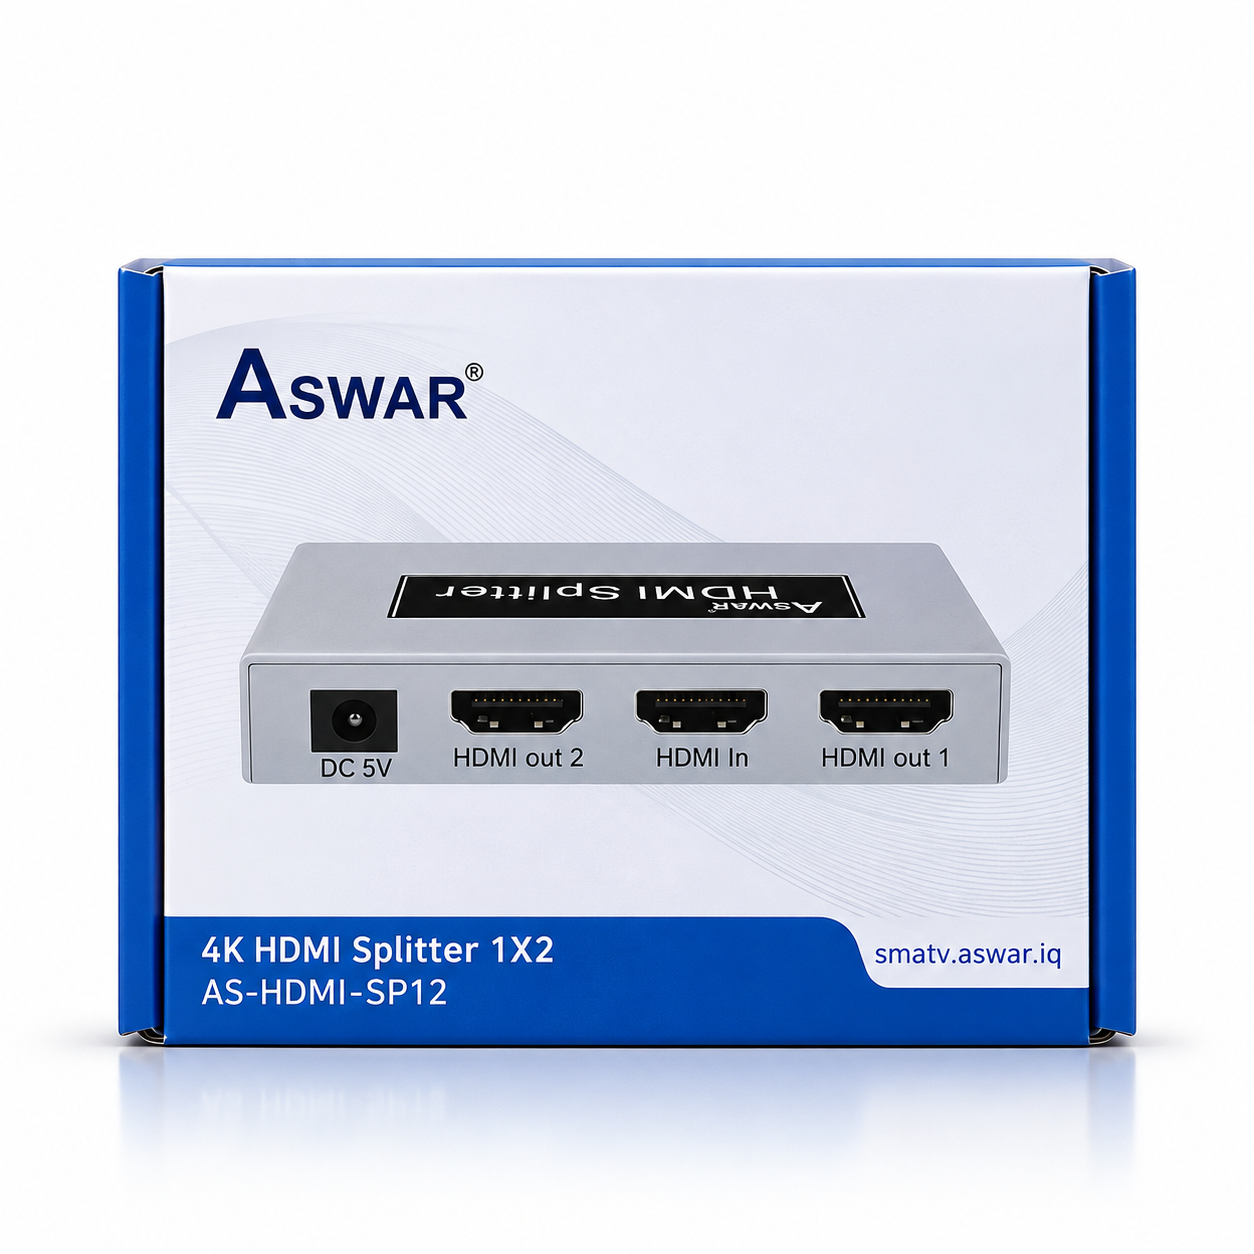 ASWAR®
HDMI Splitter
ASWAR®
DC 5V
HDMI out 2
HDMI In
HDMI out 1
4K HDMI Splitter 1X2
AS-HDMI-SP12
smatv.aswar.iq